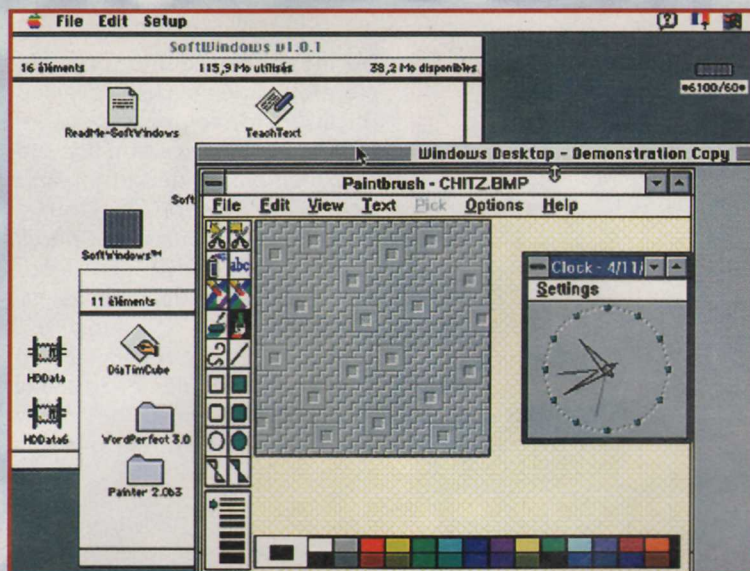 File Edit Setup
SoftWindows v1.0.1
16 éléments 115,9 Mo utilisés 38,2 Mo disponibles
6100/60
ReadMe-SoftWindows TeachText
Windows Desktop - Demonstration Copy
Paintbrush - CHITZ.BMP
File Edit View Text Pick Options Help
Soft
abc
SoftWindows™
Clock - 4/11/
Settings
11 éléments
DiaTimCube
HDData
WordPerfect 3.0
HDData6
Painter 2.0b3